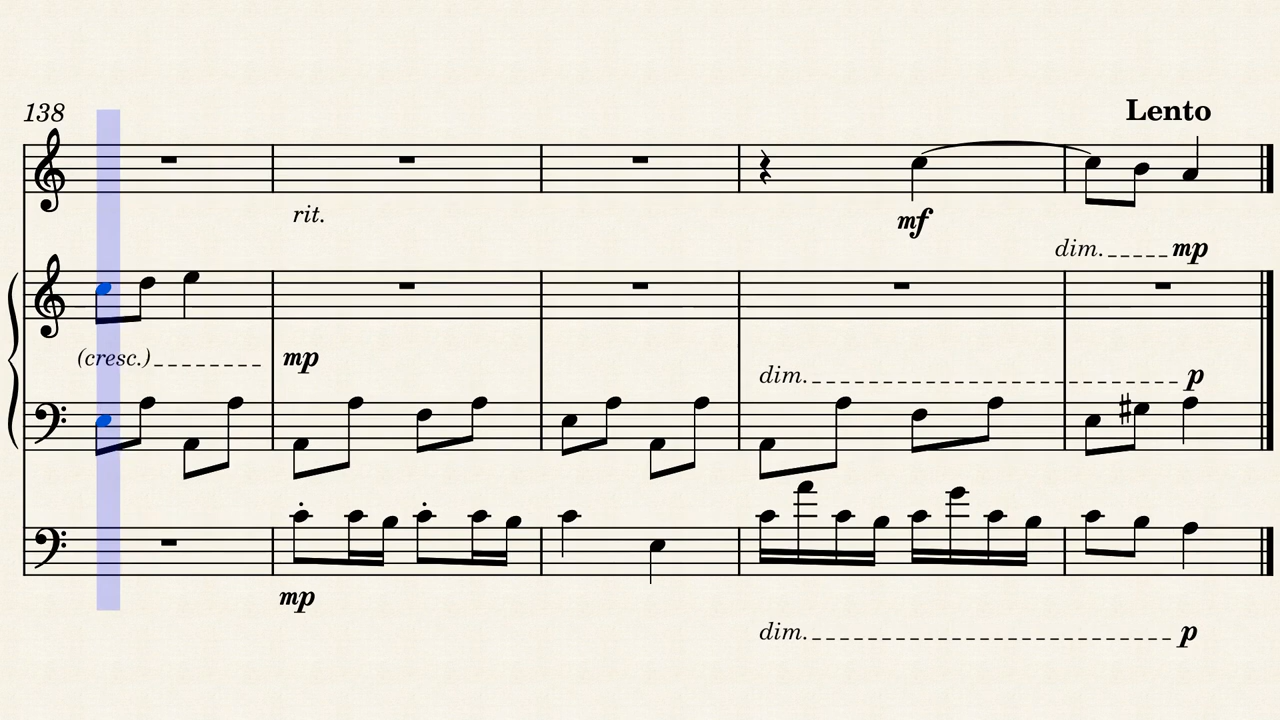 138
Lento
rit.
mf
dim. mp
(cresc.) mp
dim. p
mp
dim. p